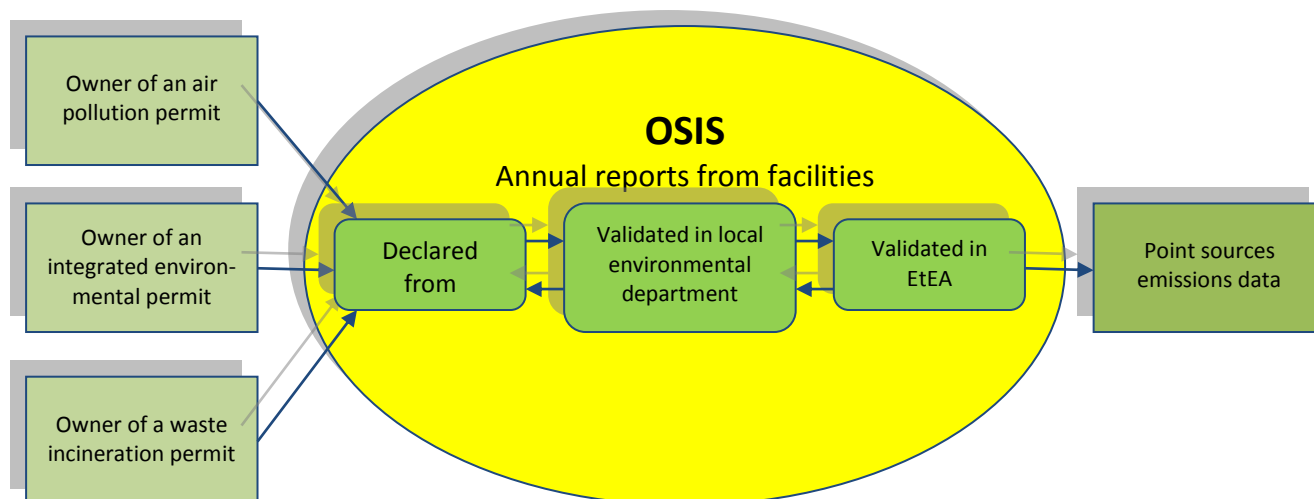 Owner of an air
pollution permit
Owner of an
integrated environ-
mental permit
Owner of a waste
incineration permit
OSIS
Annual reports from facilities
Declared
from
Validated in local
environmental
department
Validated in
EtEA
Point sources
emissions data